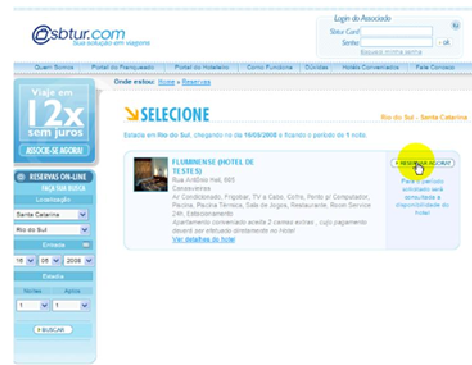 sbtur.com
Sua solução em viagens
Login do Associado
Sbtur Card:
Senha:
OK
Esqueci minha senha
Quem Somos Portal do Franqueado Portal do Hoteleiro Como Funciona Dúvidas Hotéis Conveniados Fale Conosco
Onde estou: Home » Reservas
Viaje em
12x
sem juros
ASSOCIE-SE AGORA!
SELECIONE
Rio do Sul - Santa Catarina
Estadia em Rio do Sul, chegando no dia 16/05/2008 e ficando o período de 1 noite.
RESERVAS ON-LINE
FAÇA SUA BUSCA
Localização
Santa Catarina
Rio do Sul
Entrada
16 05 2008
Estadia
Noites Aptos
1 1
BUSCAR
FLUMINENSE (HOTEL DE
TESTES)
Rua Antônio Hall, 665
Canasvieiras
Ar Condicionado, Frigobar, TV a Cabo, Cofre, Ponto p/ Computador,
Piscina, Piscina Térmica, Sala de Jogos, Restaurante, Room Service
24h, Estacionamento
Apartamento conveniado aceita 2 camas extras , cujo pagamento
deverá ser efetuado diretamente no Hotel
Ver detalhes do hotel
RESERVAR AGORA!
Para o período
solicitado será
consultada a
disponibilidade do
hotel